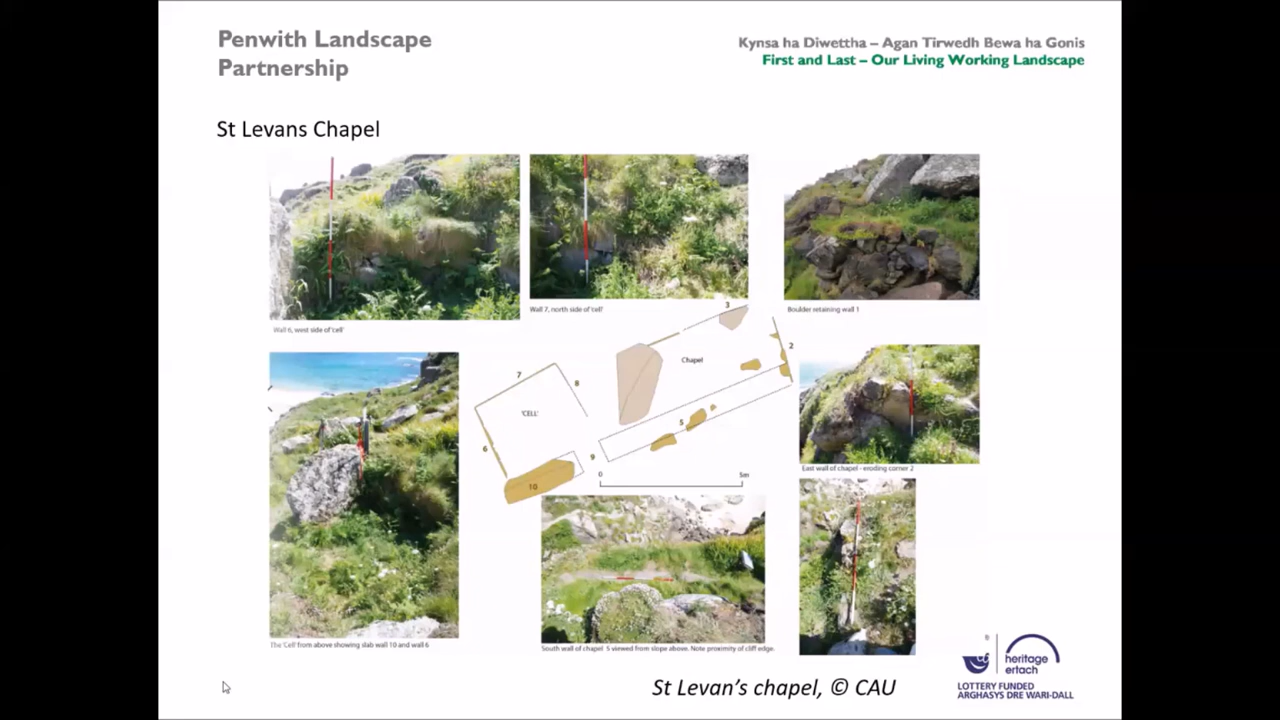 Penwith Landscape
Partnership
Kynsa ha Diwettha – Agan Tirwedh Bewa ha Gonis
First and Last – Our Living Working Landscape
St Levans Chapel
Wall 6, west side of 'cell'
Wall 7, north side of 'cell'
Boulder retaining wall 1
3
2
Chapel
7
8
'CELL'
5
6
9
10
0
5m
East wall of chapel - eroding corner 2
The 'Cell' from above showing slab wall 10 and wall 6
South wall of chapel 5 viewed from slope above. Note proximity of cliff edge.
St Levan's chapel, © CAU
®
heritage
ertach
LOTTERY FUNDED
ARGHASYS DRE WARI-DALL